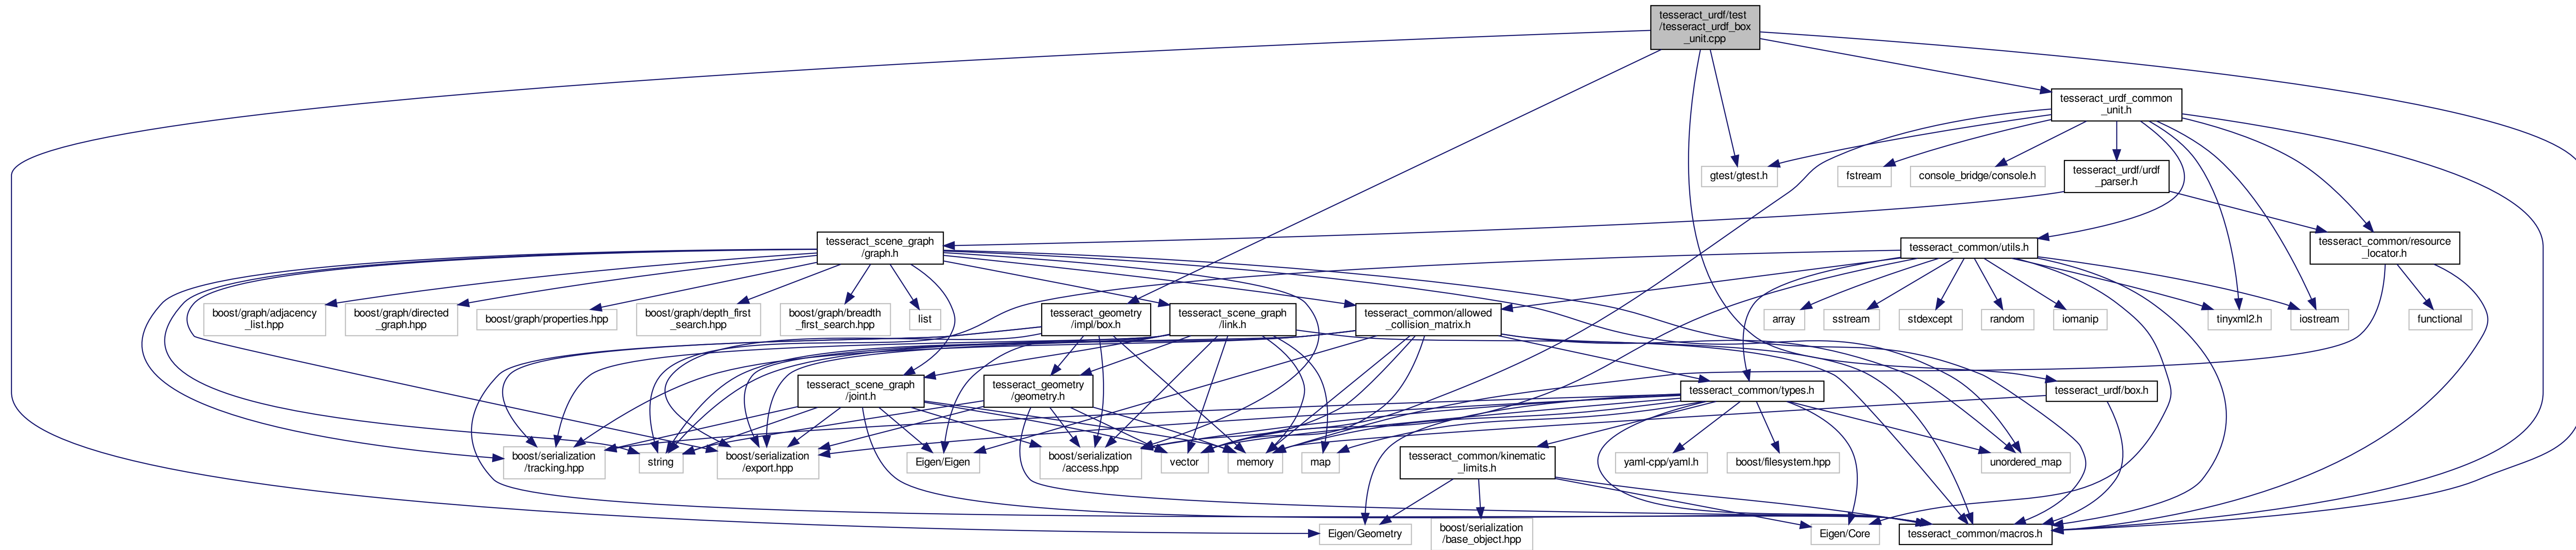 tesseract_urdf/test
/tesseract_urdf_box
_unit.cpp
tesseract_urdf_common
_unit.h
gtest/gtest.h
fstream
console_bridge/console.h
tesseract_urdf/urdf
_parser.h
tesseract_scene_graph
/graph.h
tesseract_common/utils.h
tesseract_common/resource
_locator.h
boost/graph/adjacency
_list.hpp
boost/graph/directed
_graph.hpp
boost/graph/properties.hpp
boost/graph/depth_first
_search.hpp
boost/graph/breadth
_first_search.hpp
list
tesseract_geometry
/impl/box.h
tesseract_scene_graph
/link.h
tesseract_common/allowed
_collision_matrix.h
array
sstream
stdexcept
random
iomanip
tinyxml2.h
iostream
functional
tesseract_scene_graph
/joint.h
tesseract_geometry
/geometry.h
tesseract_common/types.h
tesseract_urdf/box.h
boost/serialization
/tracking.hpp
string
boost/serialization
/export.hpp
Eigen/Eigen
boost/serialization
/access.hpp
vector
memory
map
tesseract_common/kinematic
_limits.h
yaml-cpp/yaml.h
boost/filesystem.hpp
unordered_map
Eigen/Geometry
boost/serialization
/base_object.hpp
Eigen/Core
tesseract_common/macros.h